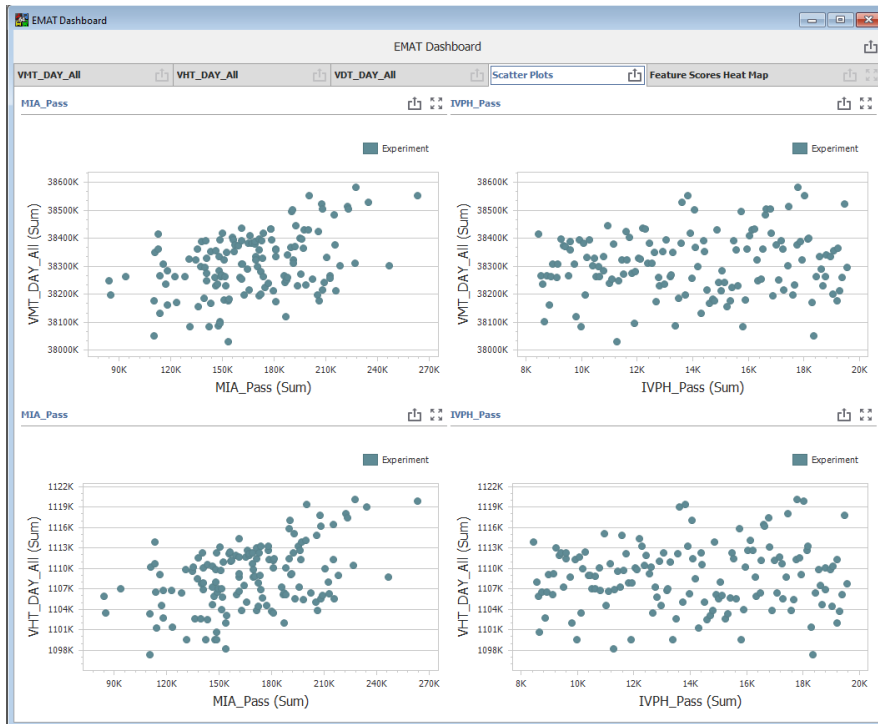 EMAT Dashboard
EMAT Dashboard
VMT_DAY_All VHT_DAY_All VDT_DAY_All Scatter Plots Feature Scores Heat Map
MIA_Pass
Experiment
38600K
38500K
38400K
38300K
38200K
38100K
38000K
VMT_DAY_All (Sum)
90K 120K 150K 180K 210K 240K 270K
MIA_Pass (Sum)
IVPH_Pass
Experiment
38600K
38500K
38400K
38300K
38200K
38100K
38000K
VMT_DAY_All (Sum)
8K 10K 12K 14K 16K 18K 20K
IVPH_Pass (Sum)
MIA_Pass
Experiment
1122K
1119K
1116K
1113K
1110K
1107K
1104K
1101K
1098K
VHT_DAY_All (Sum)
90K 120K 150K 180K 210K 240K 270K
MIA_Pass (Sum)
IVPH_Pass
Experiment
1122K
1119K
1116K
1113K
1110K
1107K
1104K
1101K
1098K
VHT_DAY_All (Sum)
8K 10K 12K 14K 16K 18K 20K
IVPH_Pass (Sum)